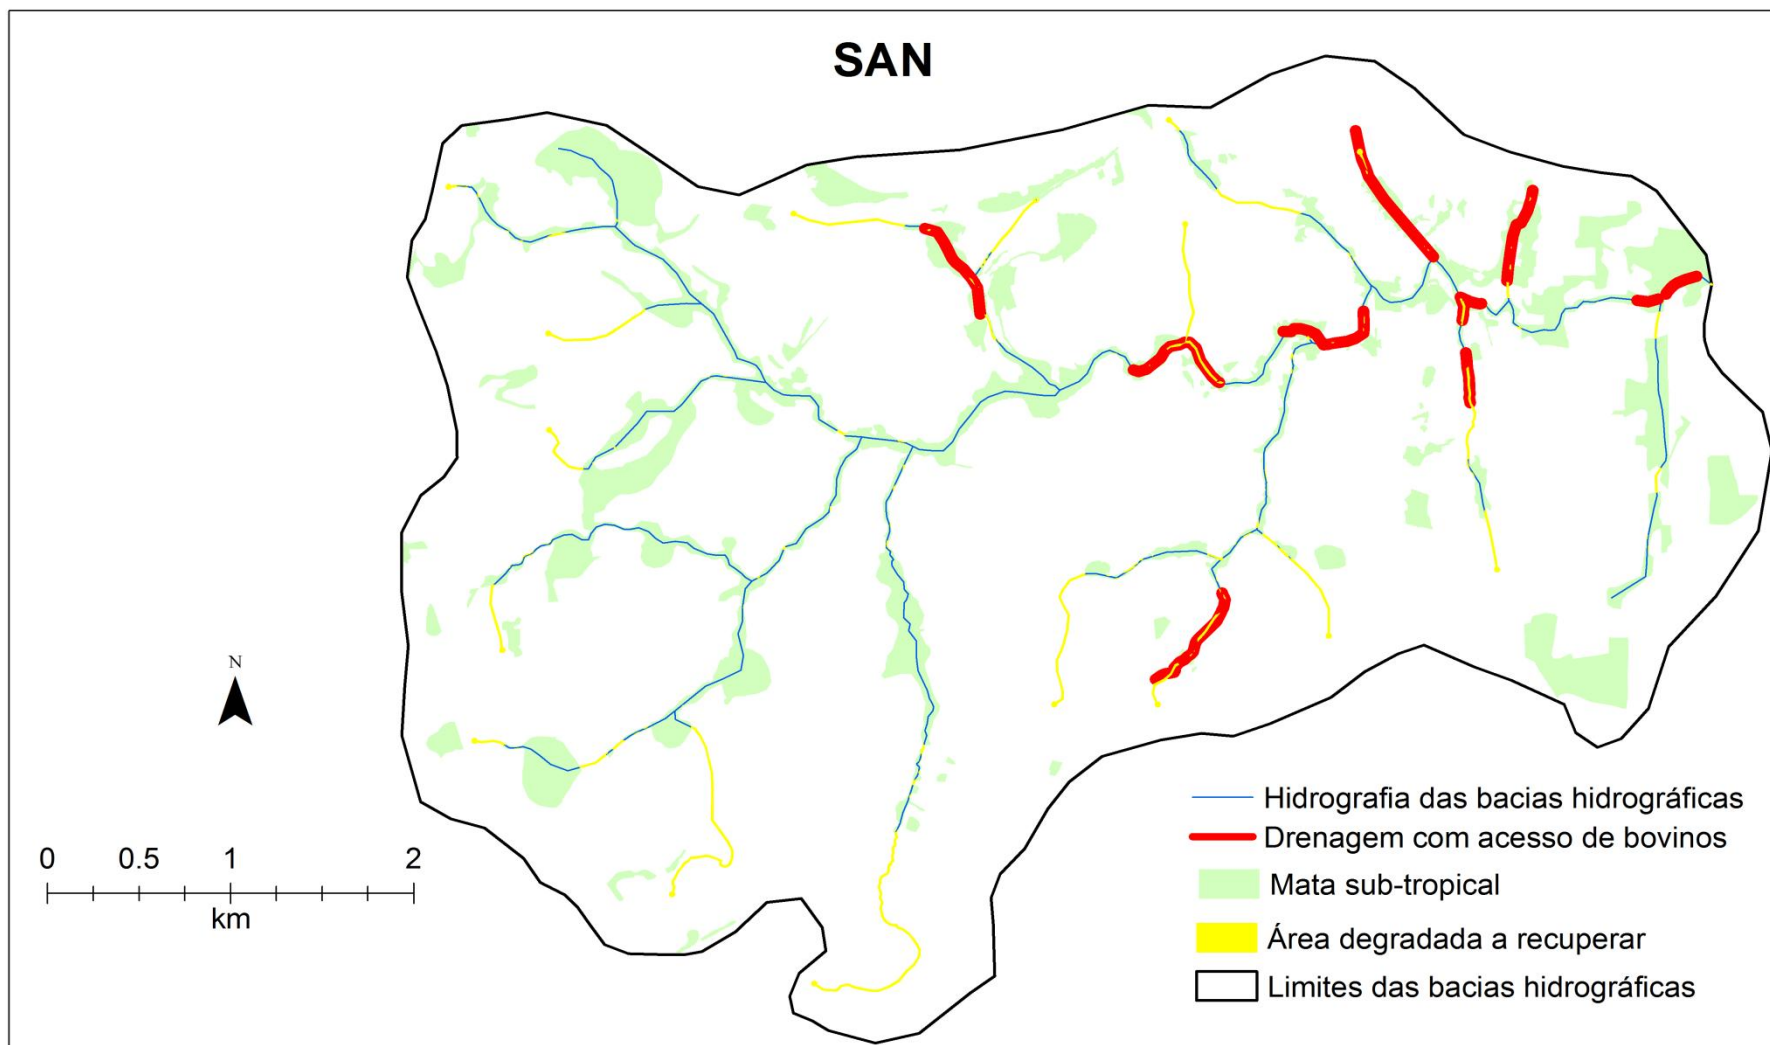 SAN
N
0 0.5 1 2
km
Hidrografia das bacias hidrográficas
Drenagem com acesso de bovinos
Mata sub-tropical
Área degradada a recuperar
Limites das bacias hidrográficas